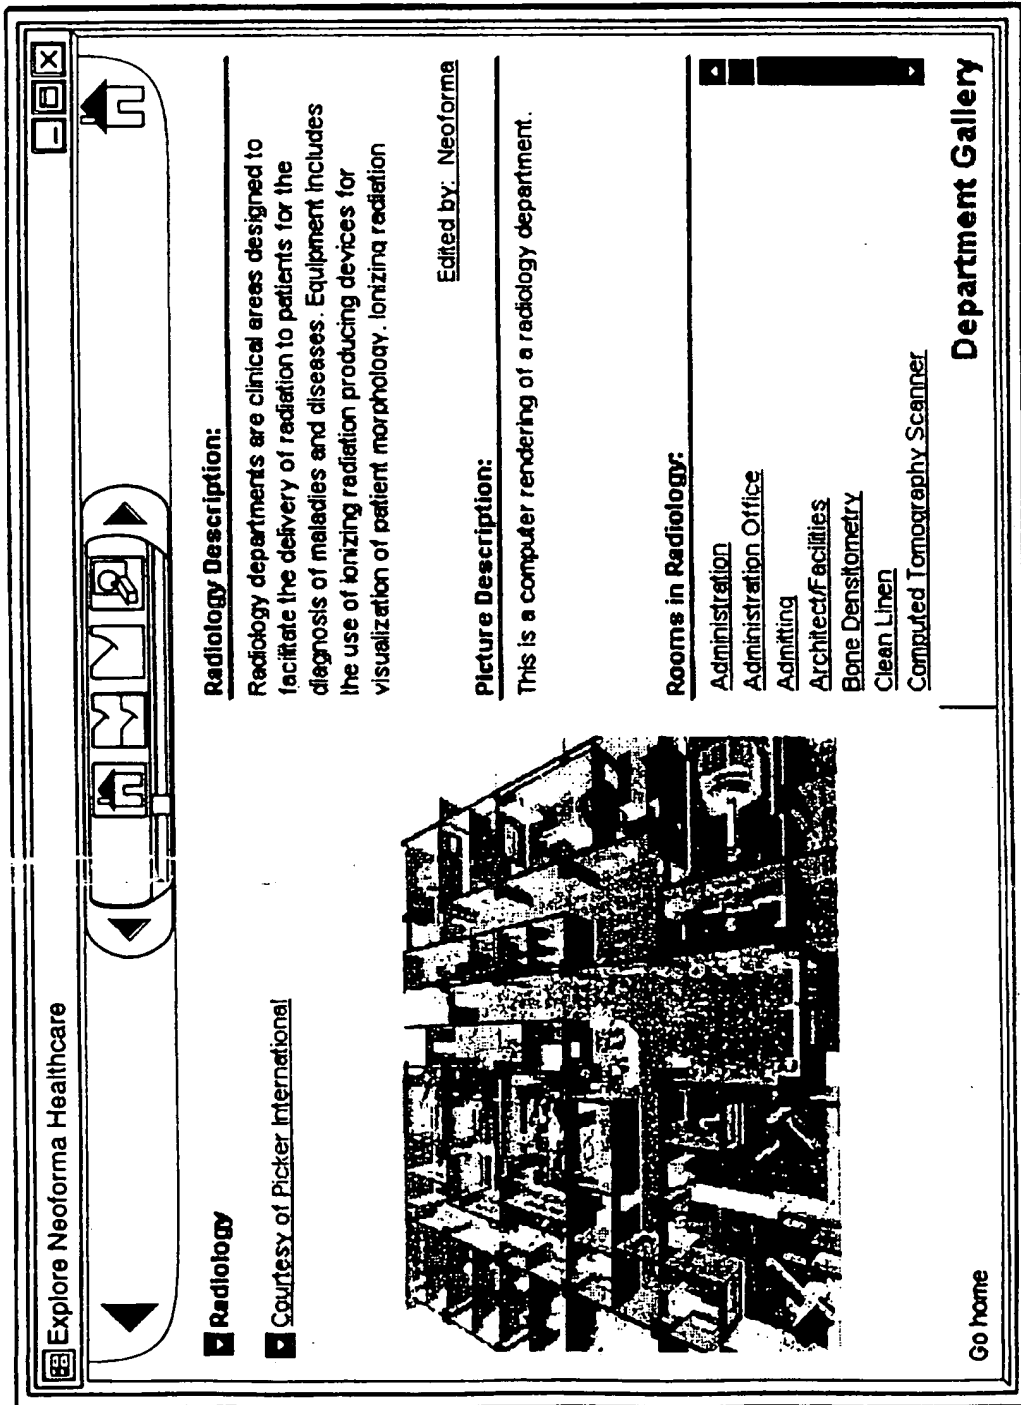 Explore Neoforma Healthcare
Radiology
Courtesy of Picker International
Radiology Description:
Radiology departments are clinical areas designed to
facilitate the delivery of radiation to patients for the
diagnosis of maladies and diseases. Equipment includes
the use of ionizing radiation producing devices for
visualization of patient morphology. Ionizing radiation
Edited by: Neoforma
Picture Description:
This is a computer rendering of a radiology department.
Rooms in Radiology:
Administration
Administration Office
Admitting
Architect/Facilities
Bone Densitometry
Clean Linen
Computed Tomography Scanner
Go home
Department Gallery